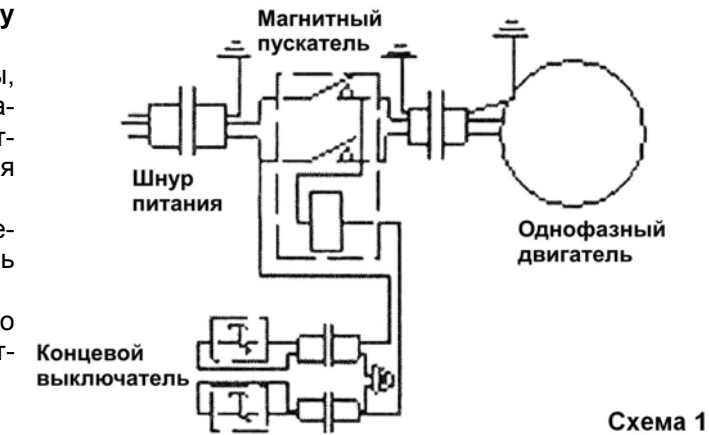 у
Магнитный
пускатель
ы,
а-
т-
я
Шнур
питания
е-
ь
Однофазный
двигатель
о
т-
Концевой
выключатель
Схема 1